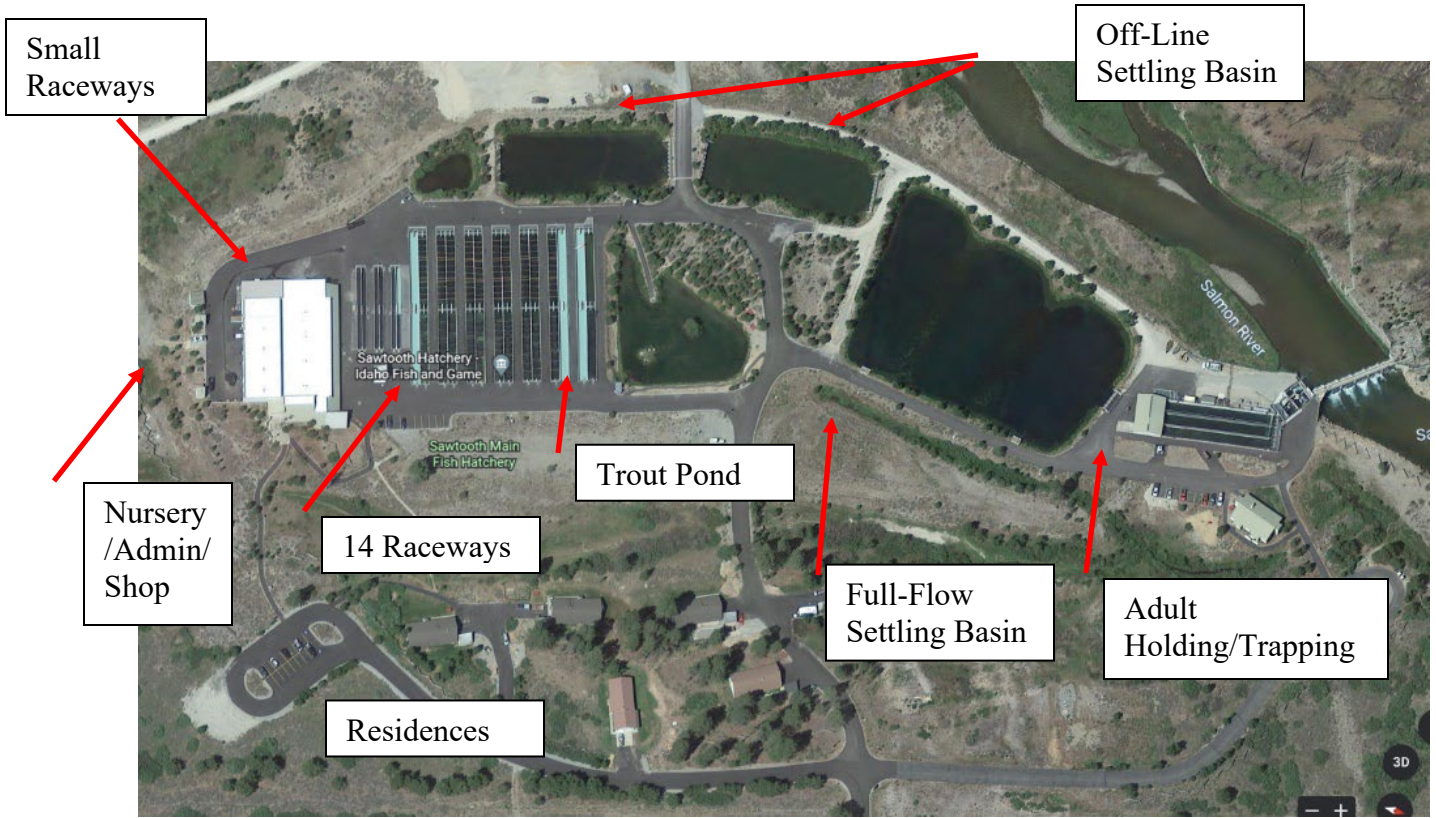 Small
Raceways
Off-Line
Settling Basin
Salmon River
Sawtooth Hatchery -
Idaho Fish and Game
Sawtooth Main
Fish Hatchery
Trout Pond
Nursery
/Admin/
Shop
14 Raceways
Full-Flow
Settling Basin
Adult
Holding/Trapping
Residences
3D